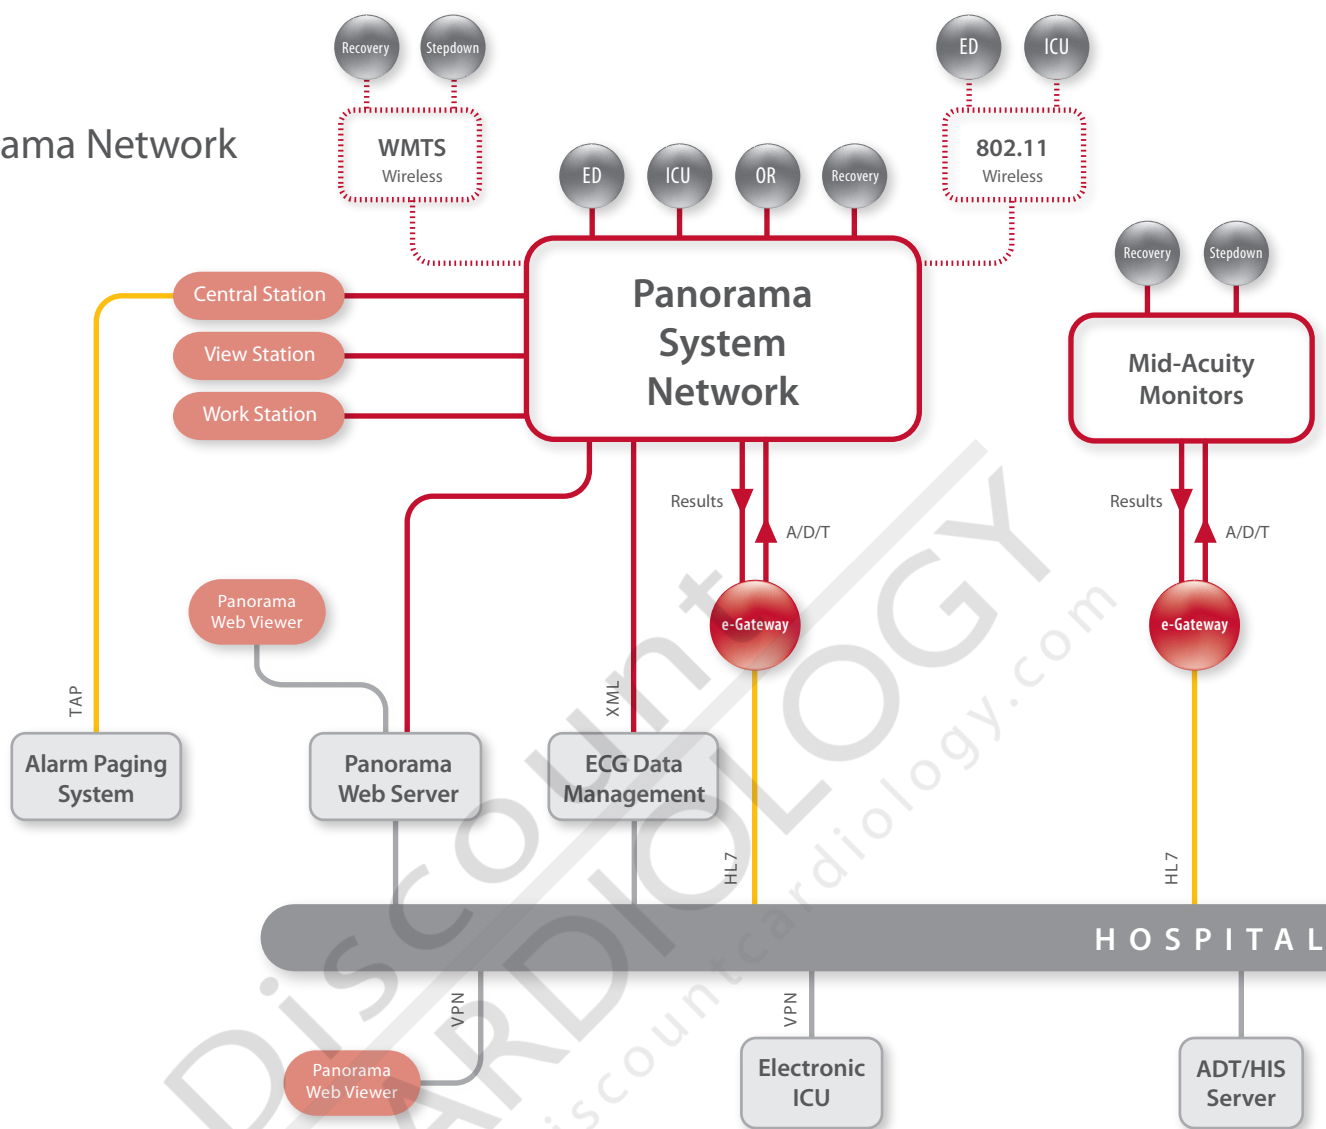 Recovery
Stepdown
ED
ICU
ama Network
WMTS
Wireless
802.11
Wireless
ED
ICU
OR
Recovery
Recovery
Stepdown
Central Station
View Station
Work Station
Panorama
System
Network
Mid-Acuity
Monitors
Results
A/D/T
Results
A/D/T
Panorama
Web Viewer
e-Gateway
e-Gateway
TAP
XML
Alarm Paging
System
Panorama
Web Server
ECG Data
Management
HL7
HL7
HOSPITAL
VPN
VPN
Panorama
Web Viewer
Electronic
ICU
ADT/HIS
Server
Discount
ARDIOLOGY
iscountcardiology.com